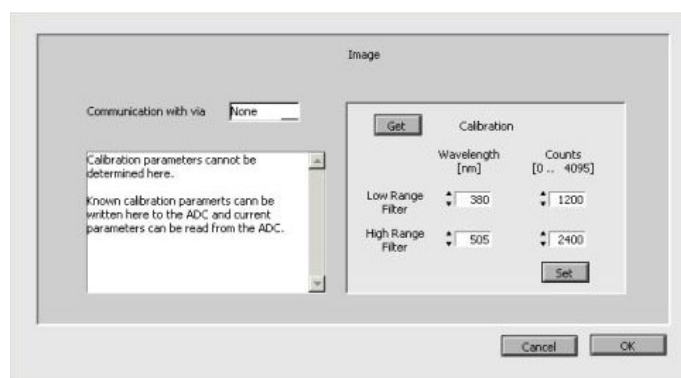 Image
Communication with via None
Calibration parameters cannot be
determined here.
Known calibration paramerts cann be
written here to the ADC and current
parameters can be read from the ADC.
Get Calibration
Wavelength Counts
[nm] [0 .. 4095]
Low Range
Filter 380 1200
High Range
Filter 505 2400
Set
Cancel OK